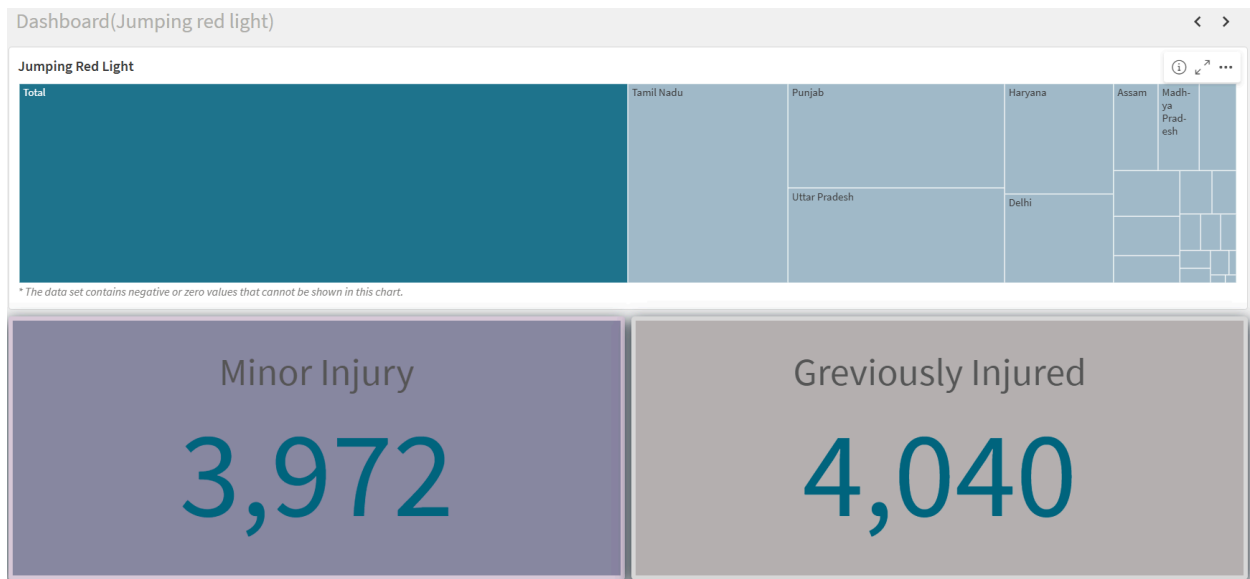 Dashboard(Jumping red light)
Jumping Red Light
Total
Tamil Nadu
Punjab
Haryana
Assam
Madh-
ya
Prad-
esh
Uttar Pradesh
Delhi
* The data set contains negative or zero values that cannot be shown in this chart.
Minor Injury
Greviously Injured
3,972
4,040